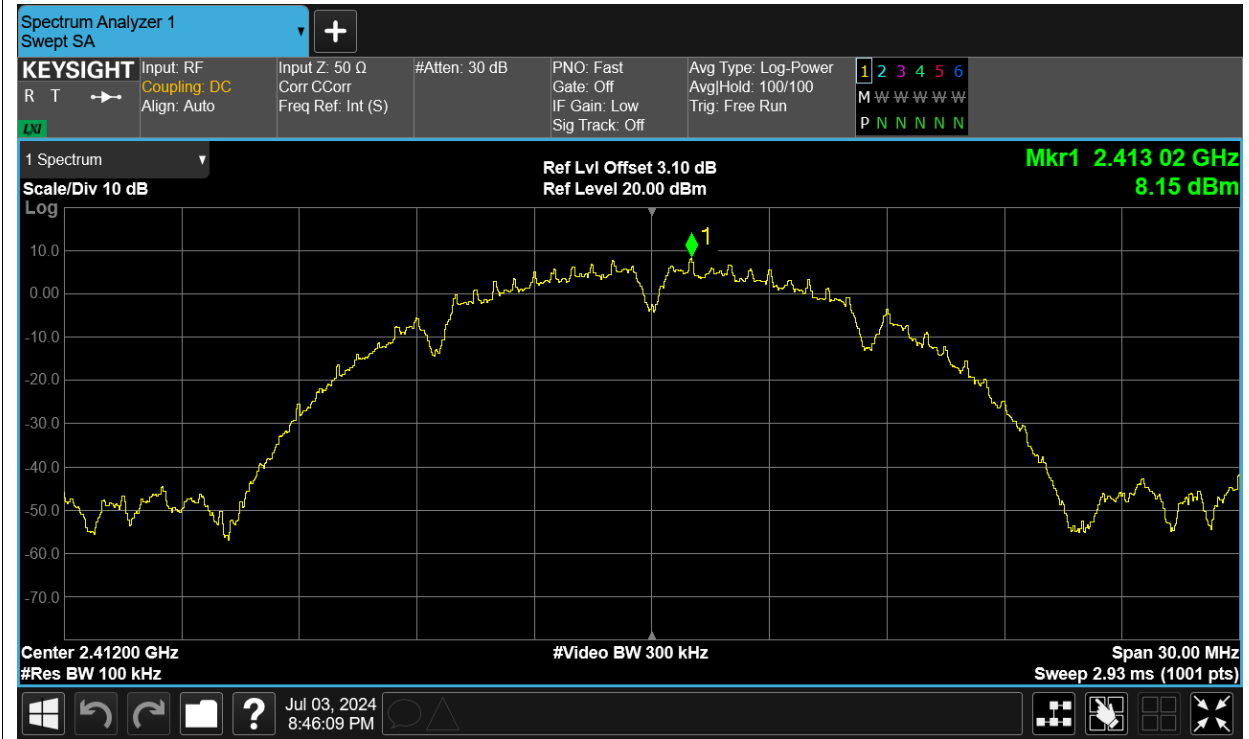 Spectrum Analyzer 1
Swept SA
KEYSIGHT
R T
LXI
Input: RF
Coupling: DC
Align: Auto
Input Z: 50 Ω
Corr CCorr
Freq Ref: Int (S)
#Atten: 30 dB
PNO: Fast
Gate: Off
IF Gain: Low
Sig Track: Off
Avg Type: Log-Power
Avg|Hold: 100/100
Trig: Free Run
1 2 3 4 5 6
M W W W W W
P N N N N N N
1 Spectrum
Scale/Div 10 dB
Ref Lvl Offset 3.10 dB
Ref Level 20.00 dBm
Mkr1 2.413 02 GHz
8.15 dBm
Log
1
10.0
0.00
-10.0
-20.0
-30.0
-40.0
-50.0
-60.0
-70.0
Center 2.41200 GHz
#Video BW 300 kHz
Span 30.00 MHz
#Res BW 100 kHz
Sweep 2.93 ms (1001 pts)
?
Jul 03, 2024
8:46:09 PM